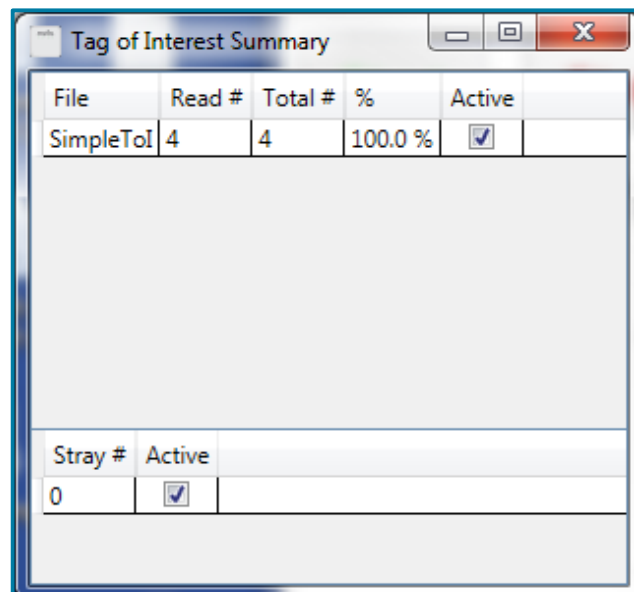 Tag of Interest Summary
File Read # Total # % Active
SimpleToI 4 4 100.0 %
Stray # Active
0